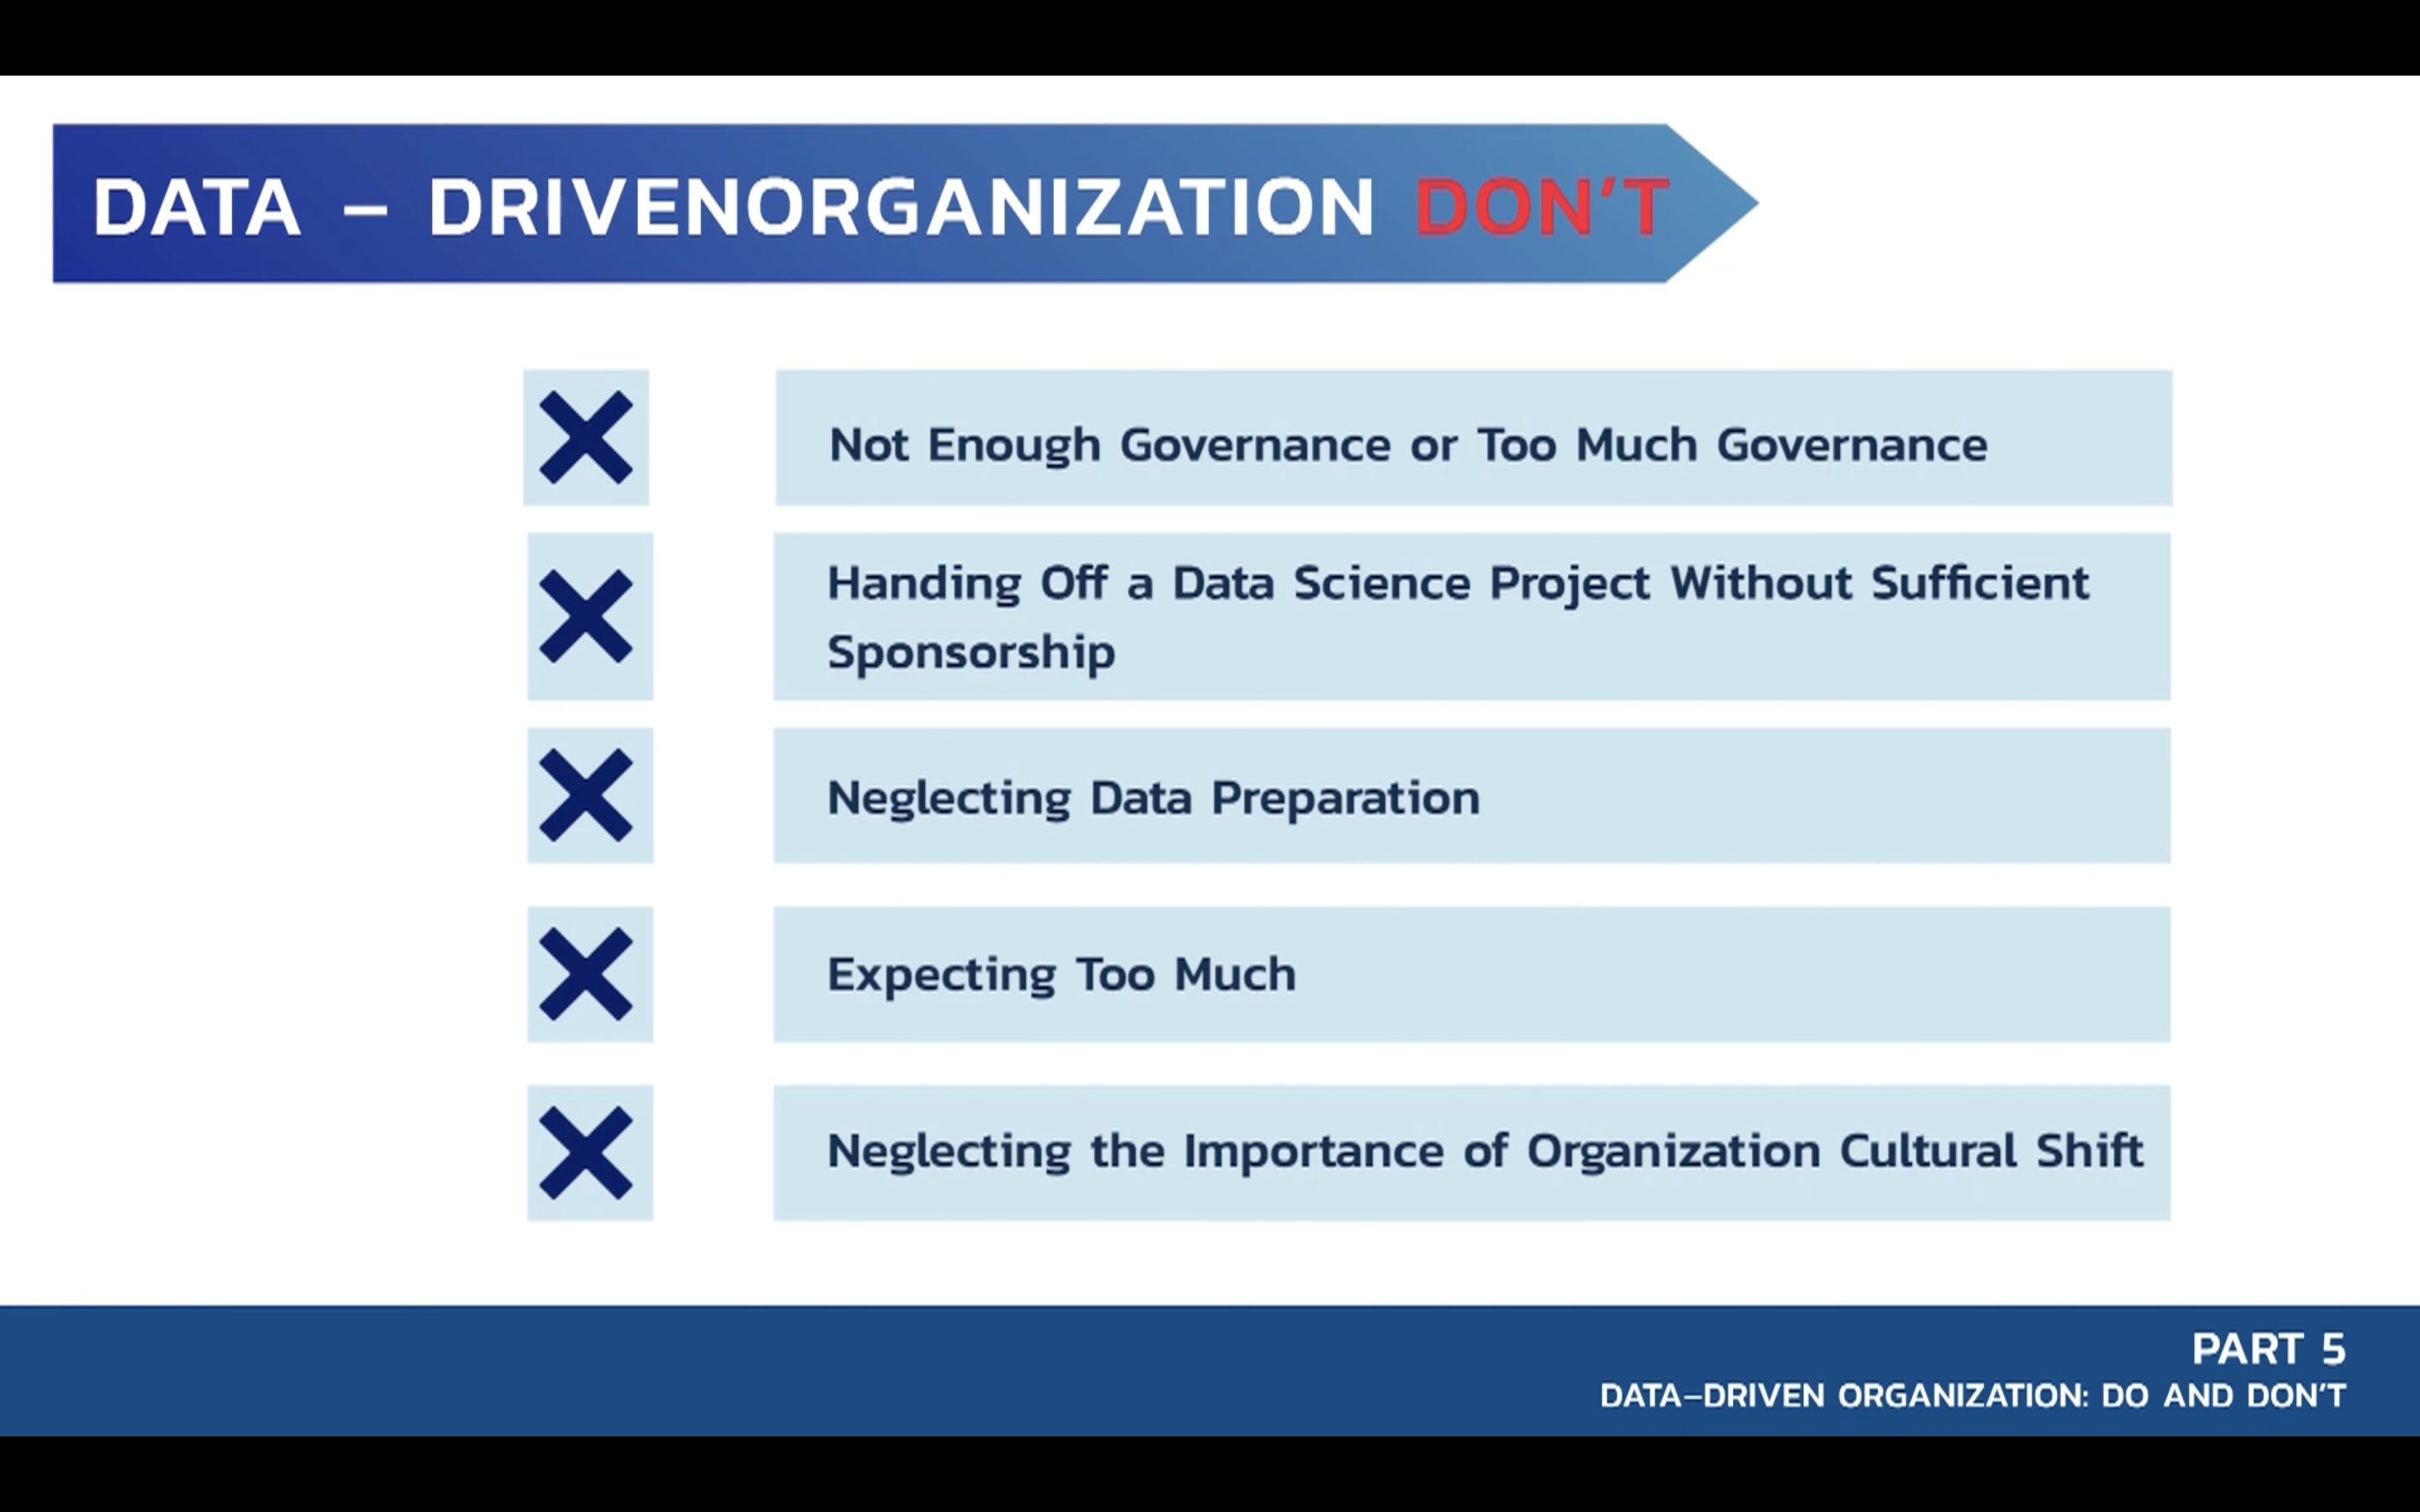 DATA – DRIVENORGANIZATION DON'T
Not Enough Governance or Too Much Governance
Handing Off a Data Science Project Without Sufficient
Sponsorship
Neglecting Data Preparation
Expecting Too Much
Neglecting the Importance of Organization Cultural Shift
PART 5
DATA–DRIVEN ORGANIZATION: DO AND DON'T